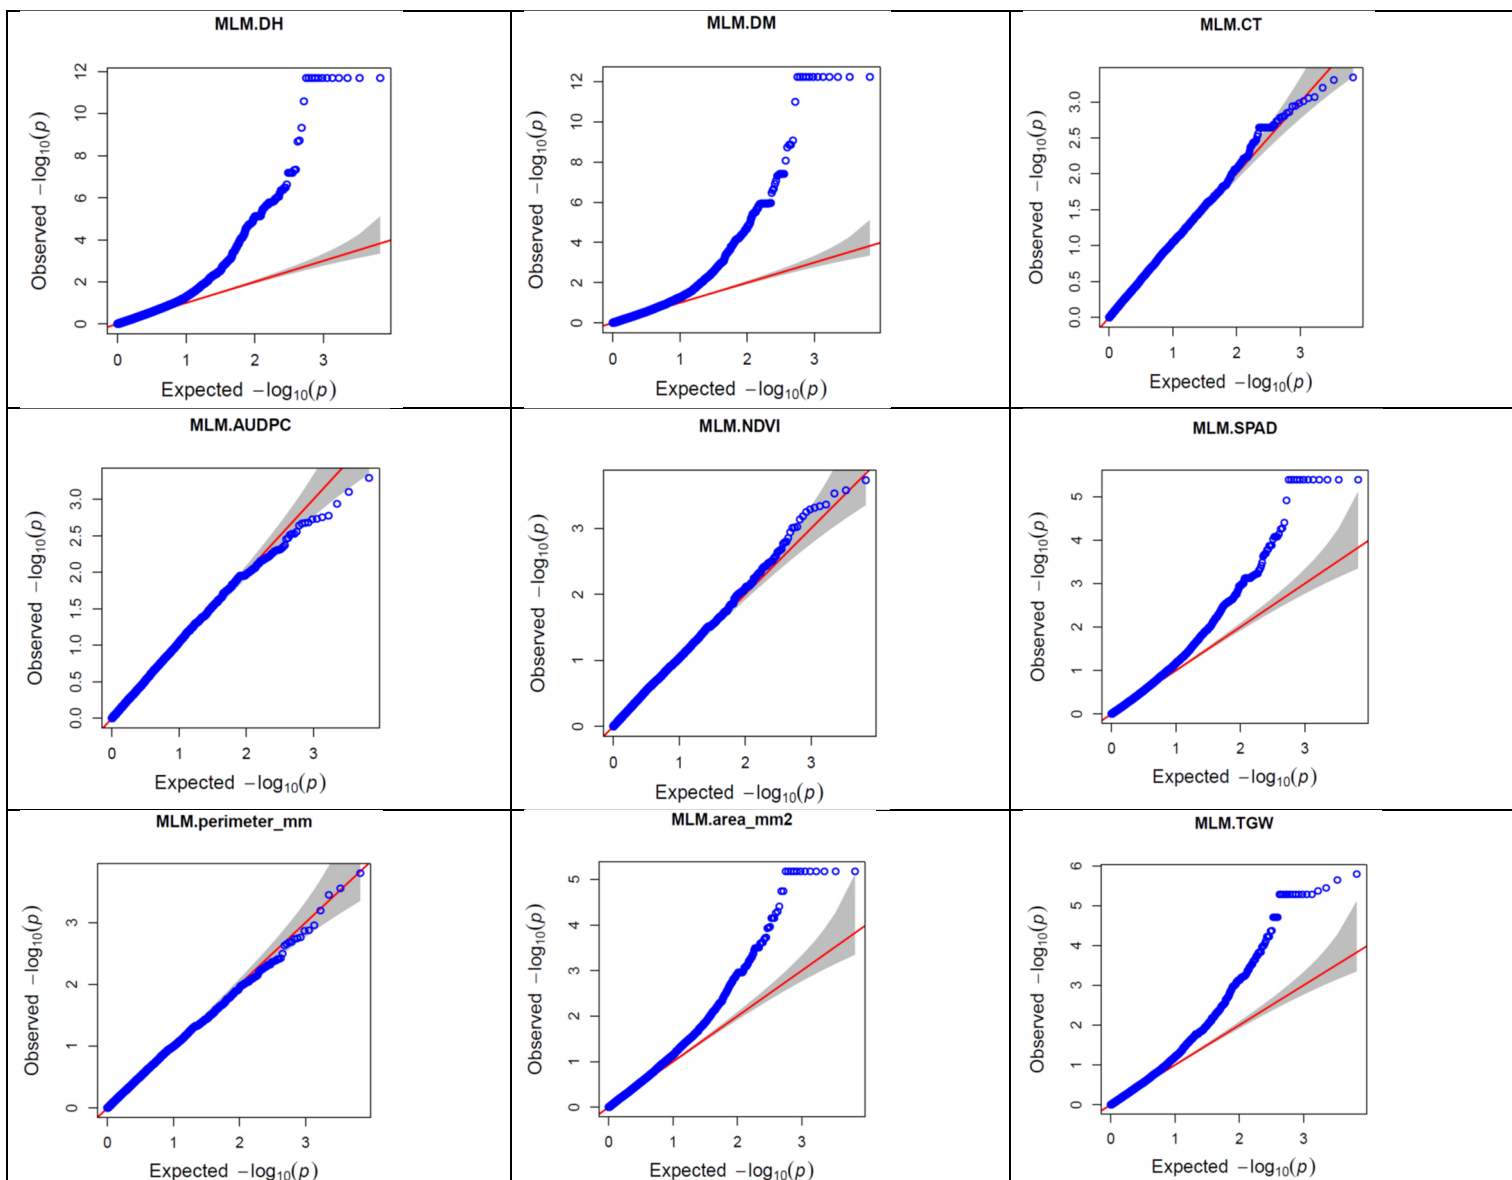 MLM.DH
Observed −log10(p)
12
10
8
6
4
2
0
0 1 2 3
Expected −log10(p)
MLM.DM
Observed −log10(p)
12
10
8
6
4
2
0
0 1 2 3
Expected −log10(p)
MLM.CT
Observed −log10(p)
3.0
2.5
2.0
1.5
1.0
0.5
0.0
0 1 2 3
Expected −log10(p)
MLM.AUDPC
Observed −log10(p)
3.0
2.5
2.0
1.5
1.0
0.5
0.0
0 1 2 3
Expected −log10(p)
MLM.NDVI
Observed −log10(p)
3
2
1
0
0 1 2 3
Expected −log10(p)
MLM.SPAD
Observed −log10(p)
5
4
3
2
1
0
0 1 2 3
Expected −log10(p)
MLM.perimeter_mm
Observed −log10(p)
3
2
1
0
0 1 2 3
Expected −log10(p)
MLM.area_mm2
Observed −log10(p)
5
4
3
2
1
0
0 1 2 3
Expected −log10(p)
MLM.TGW
Observed −log10(p)
6
5
4
3
2
1
0
0 1 2 3
Expected −log10(p)